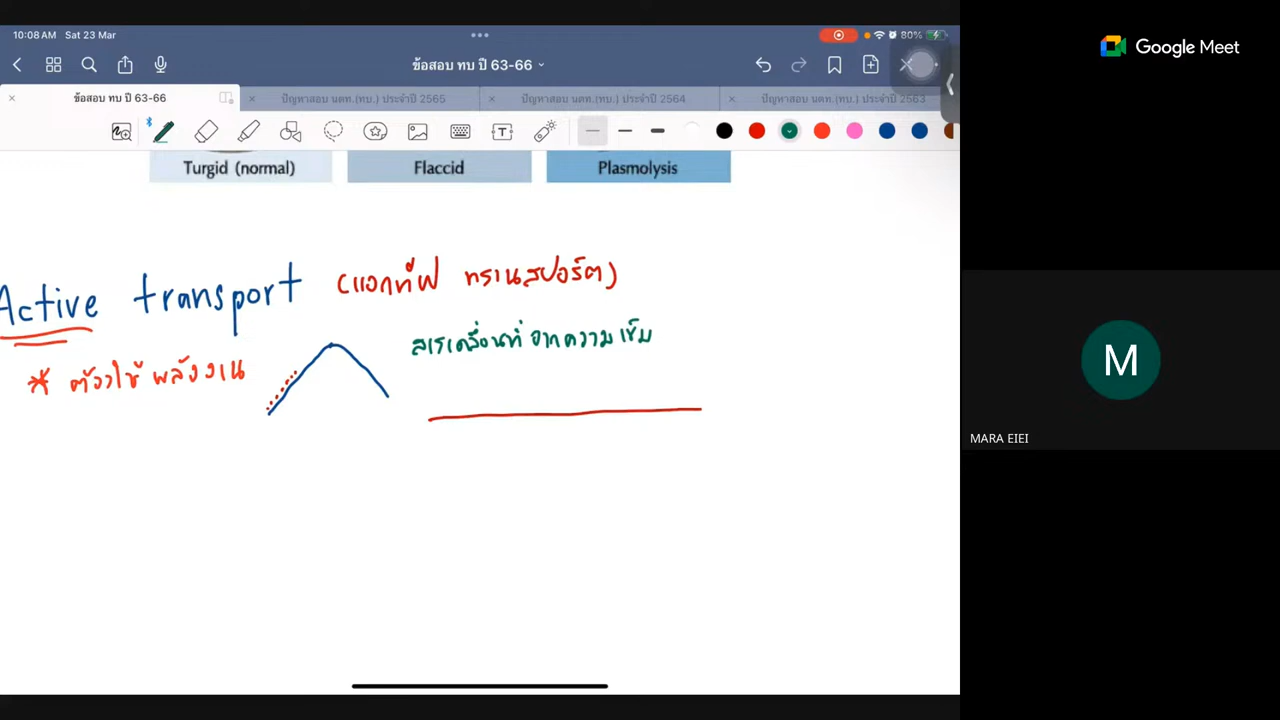 10:08 AM Sat 23 Mar
80%
Google Meet
ข้อสอบ ทบ ปี 63-66
ข้อสอบ ทบ ปี 63-66
ปัญหาสอบ นตท.(ทบ.) ประจำปี 2565
ปัญหาสอบ นตท.(ทบ.) ประจำปี 2564
ปัญหาสอบ นตท.(ทบ.) ประจำปี 2563
Turgid (normal)
Flaccid
Plasmolysis
Active transport (แอกทีฟ ทรานสปอร์ต)
สารเคลื่อนที่ จากความเข้ม
* ต้องใช้ พลังงาน
M
MARA EIEI